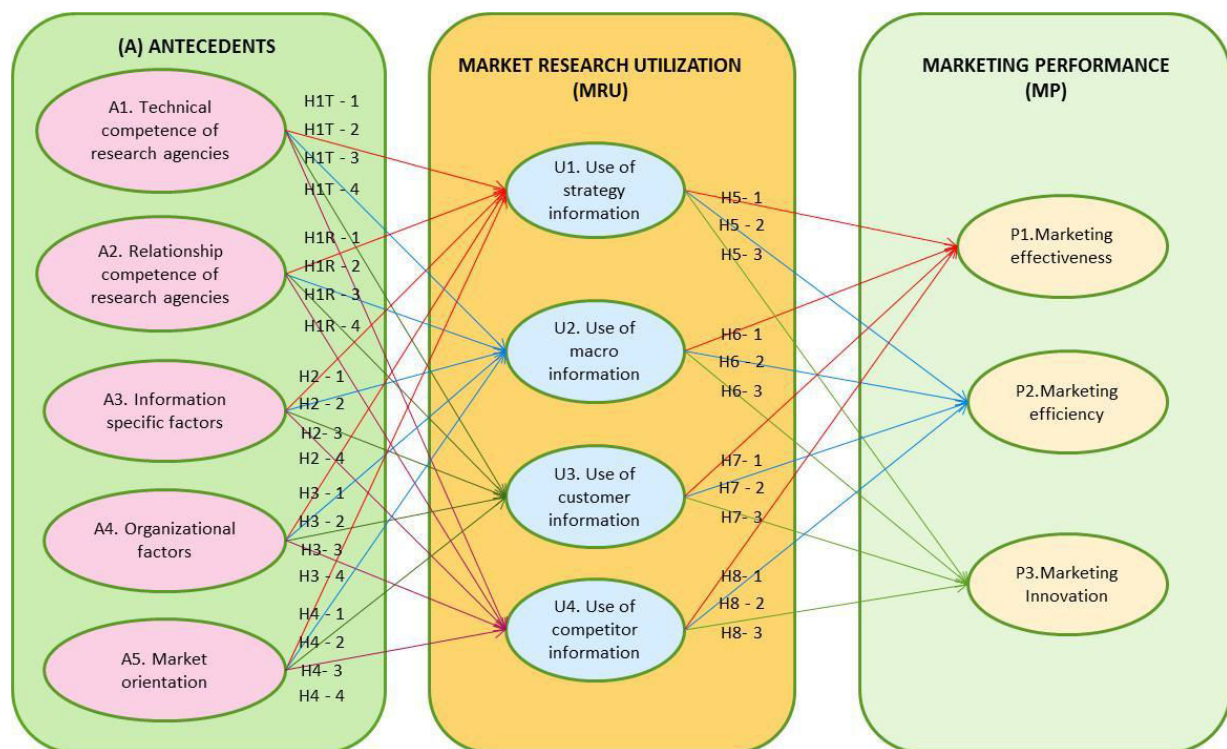 (A) ANTECEDENTS
A1. Technical
competence of
research agencies
H1T - 1
H1T - 2
H1T - 3
H1T - 4
A2. Relationship
competence of
research agencies
H1R - 1
H1R - 2
H1R - 3
H1R - 4
A3. Information
specific factors
H2 - 1
H2 - 2
H2- 3
H2 - 4
A4. Organizational
factors
H3 - 1
H3 - 2
H3- 3
H3 - 4
A5. Market
orientation
H4 - 1
H4 - 2
H4- 3
H4 - 4
MARKET RESEARCH UTILIZATION
(MRU)
U1. Use of
strategy
information
H5- 1
H5 - 2
H5- 3
U2. Use of
macro
information
H6- 1
H6 - 2
H6- 3
U3. Use of
customer
information
H7- 1
H7 - 2
H7- 3
U4. Use of
competitor
information
H8- 1
H8 - 2
H8- 3
MARKETING PERFORMANCE
(MP)
P1.Marketing
effectiveness
P2.Marketing
efficiency
P3.Marketing
Innovation